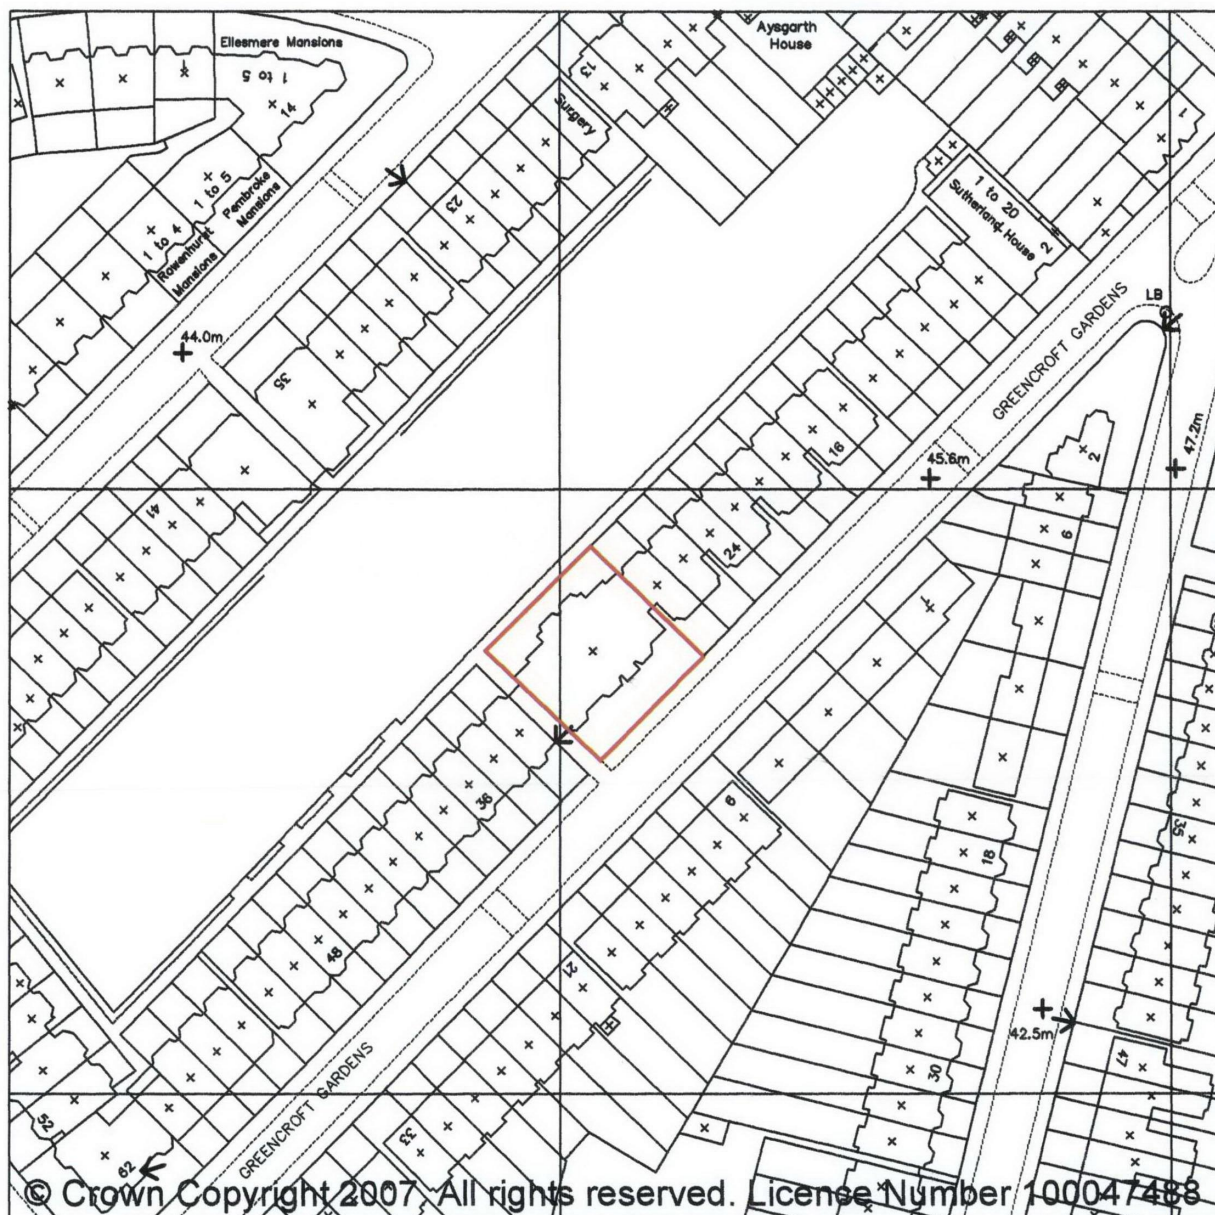 Aysgarth
House
Ellesmere Mansions
1 to 5
14
13
Surgery
1
1 to 5
Pembroke
Mansions
23
1 to 20
Sutherland House
2
1 to 4
Rowenhurst
Mansions
LB
44.0m
GREENCROFT GARDENS
35
16
2
47.2m
45.6m
41
6
24
1
36
9
35
18
48
21
42.5m
47
30
GREENCROFT GARDENS
52
33
62
© Crown Copyright 2007. All rights reserved. Licence Number 100047488